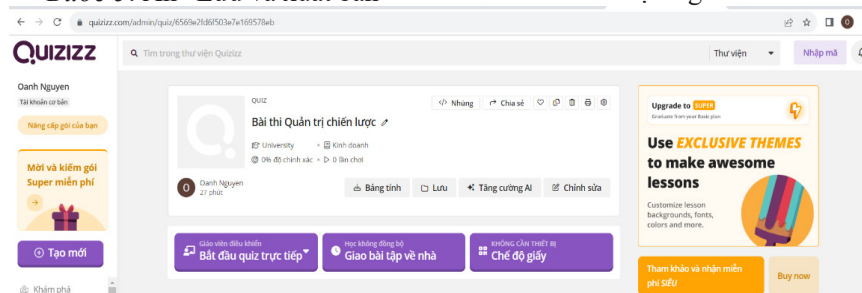 quizizz.com/admin/quiz/6569e2fd6f503e7e169578eb
QUIZIZZ
Tìm trong thư viện Quizizz
Thư viện
Nhập mã
Oanh Nguyen
Tài khoản cơ bản
Nâng cấp gói của bạn
Mời và kiếm gói
Super miễn phí
Tạo mới
Khám phá
QUIZ
Nhúng
Chia sẻ
Bài thi Quản trị chiến lược
University
Kinh doanh
0% độ chính xác
0 lần chơi
O
Oanh Nguyen
27 phút
Bảng tính
Lưu
Tăng cường AI
Chỉnh sửa
Giáo viên điều khiển
Bắt đầu quiz trực tiếp
Học không đồng bộ
Giao bài tập về nhà
KHÔNG CẦN THIẾT BỊ
Chế độ giấy
Upgrade to SUPER
Graduate from your Basic plan
Use EXCLUSIVE THEMES
to make awesome
lessons
Customize lesson
backgrounds, fonts,
colors and more.
Tham khảo và nhận miễn
phí SIÊU
Buy now